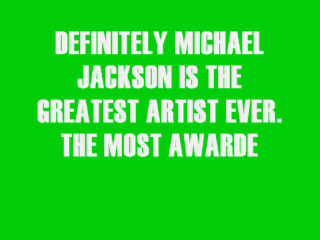 DEFINITELY MICHAEL
JACKSON IS THE
GREATEST ARTIST EVER.
THE MOST AWARDE